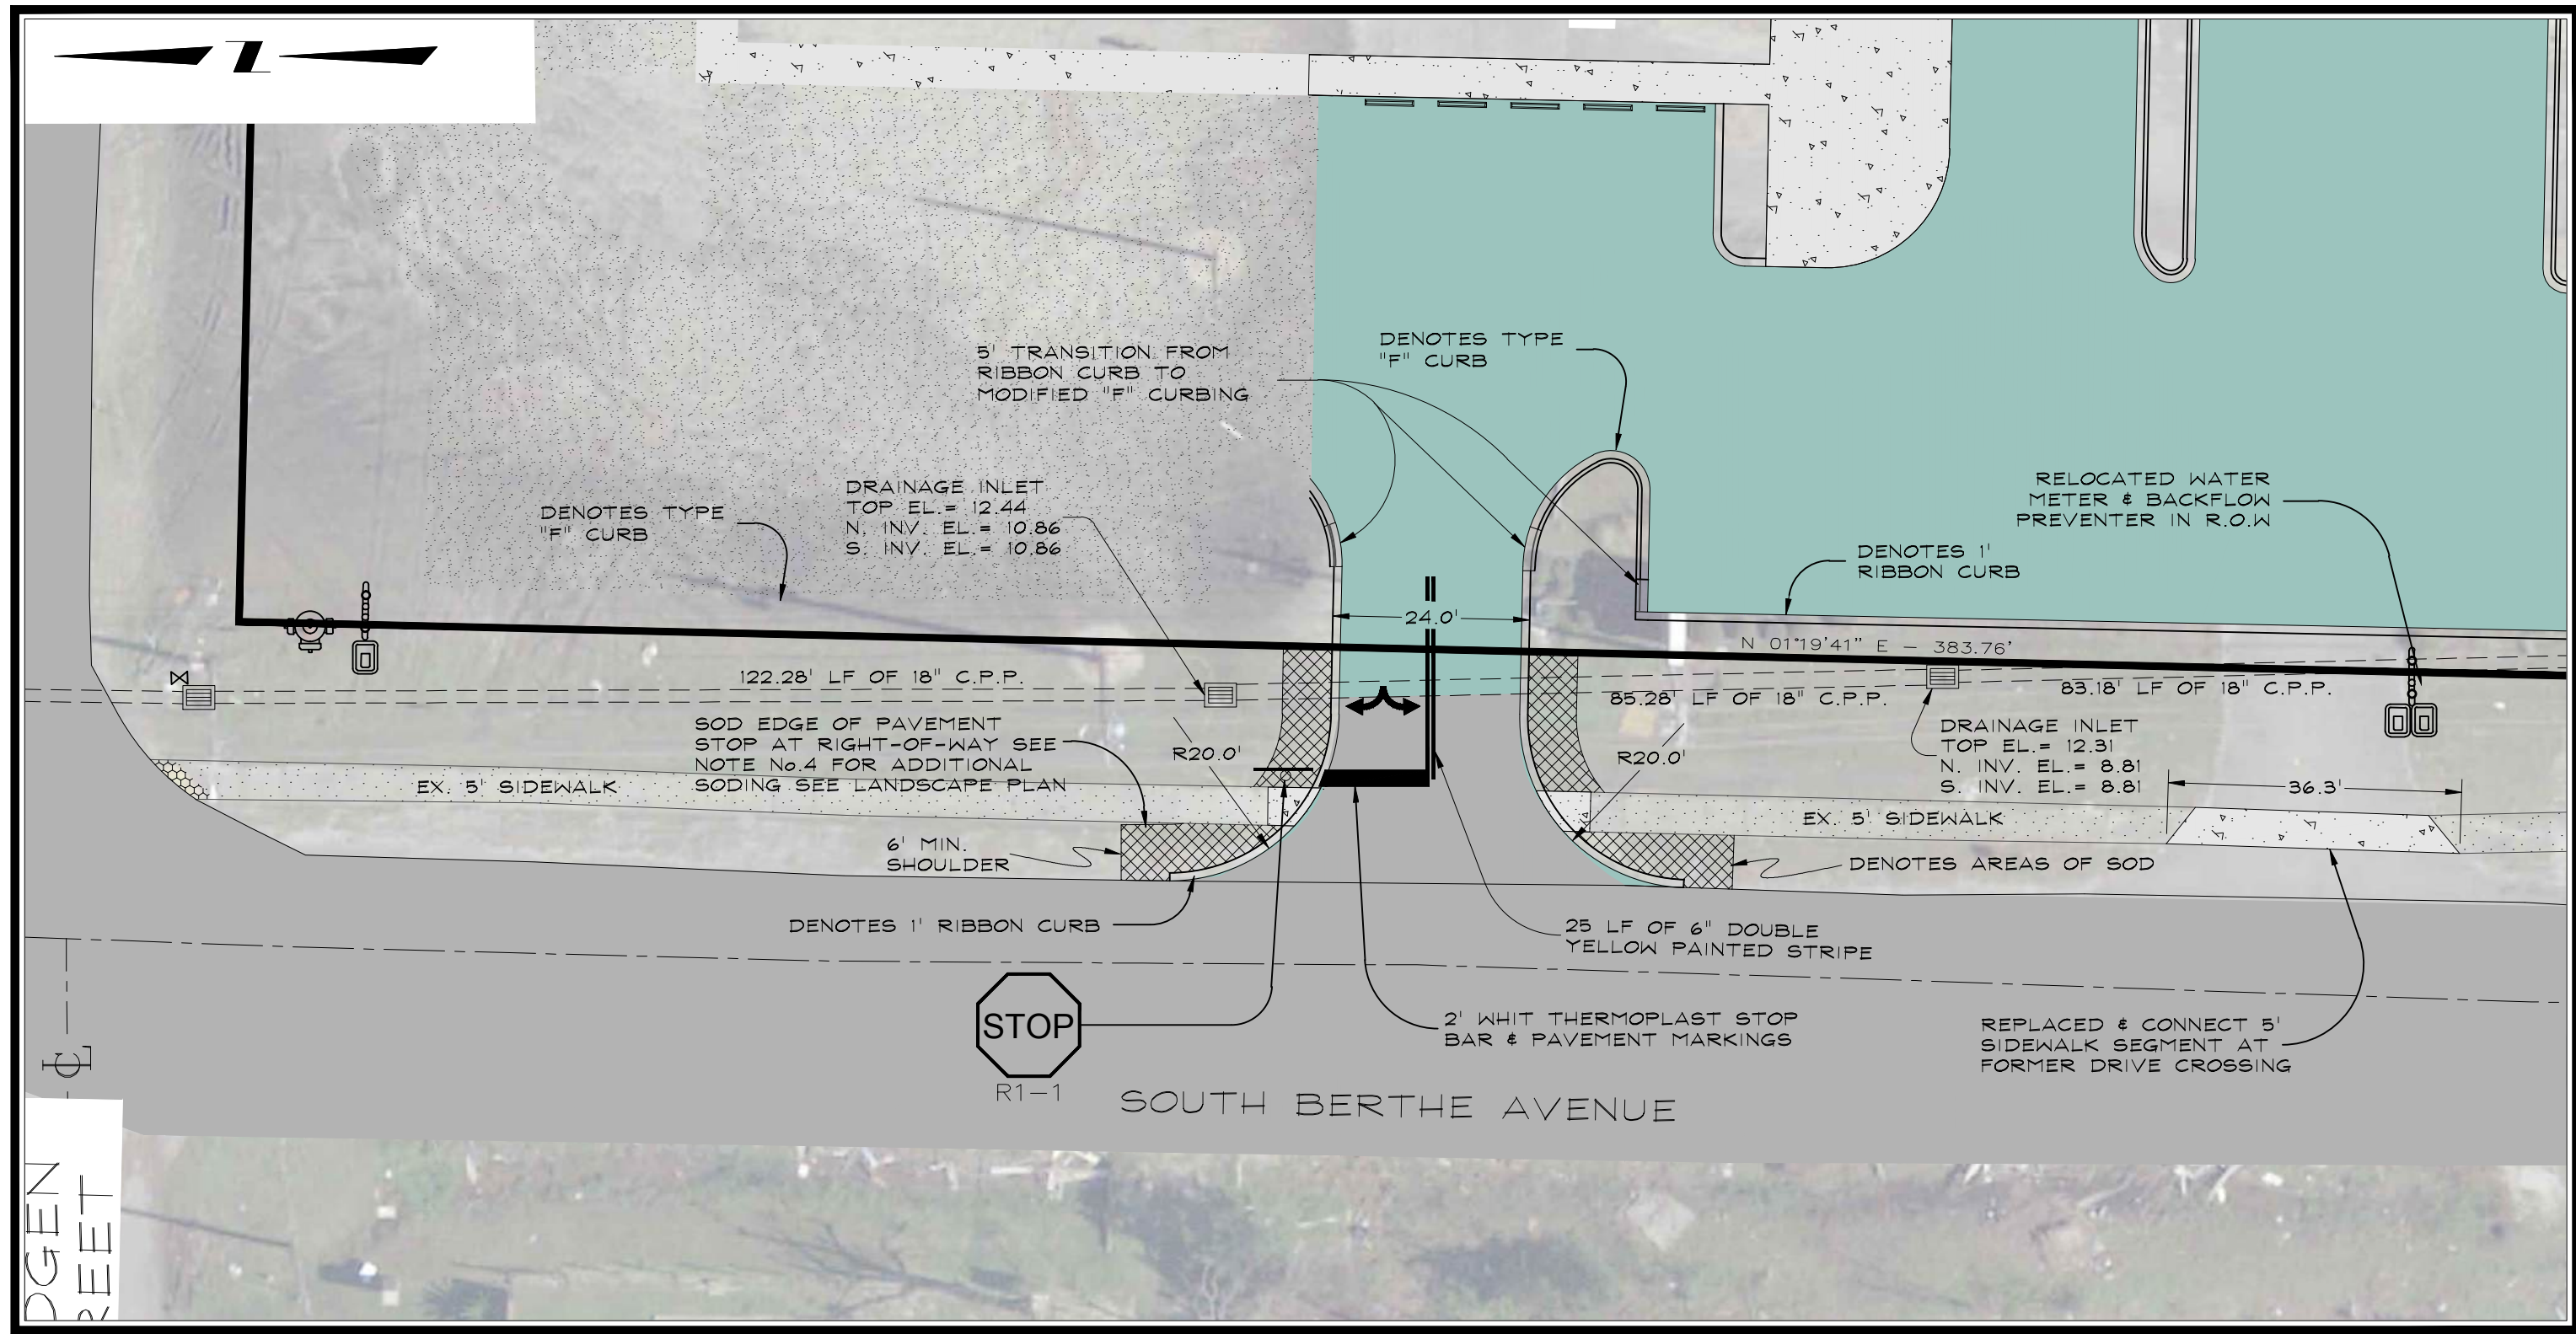 N
5' TRANSITION FROM
RIBBON CURB TO
MODIFIED "F" CURBING
DENOTES TYPE
"F" CURB
DENOTES TYPE
"F" CURB
DRAINAGE INLET
TOP EL.= 12.44
N. INV. EL.= 10.86
S. INV. EL.= 10.86
RELOCATED WATER
METER & BACKFLOW
PREVENTER IN R.O.W
DENOTES 1'
RIBBON CURB
24.0'
N 01°19'41" E - 383.76'
122.28' LF OF 18" C.P.P.
85.28' LF OF 18" C.P.P.
83.18' LF OF 18" C.P.P.
SOD EDGE OF PAVEMENT
STOP AT RIGHT-OF-WAY SEE
NOTE No.4 FOR ADDITIONAL
SODING SEE LANDSCAPE PLAN
R20.0'
R20.0'
DRAINAGE INLET
TOP EL.= 12.31
N. INV. EL.= 8.81
S. INV. EL.= 8.81
36.3'
EX. 5' SIDEWALK
EX. 5' SIDEWALK
6' MIN.
SHOULDER
DENOTES AREAS OF SOD
DENOTES 1' RIBBON CURB
25 LF OF 6" DOUBLE
YELLOW PAINTED STRIPE
STOP
R1-1
2' WHIT THERMOPLAST STOP
BAR & PAVEMENT MARKINGS
REPLACED & CONNECT 5'
SIDEWALK SEGMENT AT
FORMER DRIVE CROSSING
SOUTH BERTHE AVENUE
CL
DGEN
REET